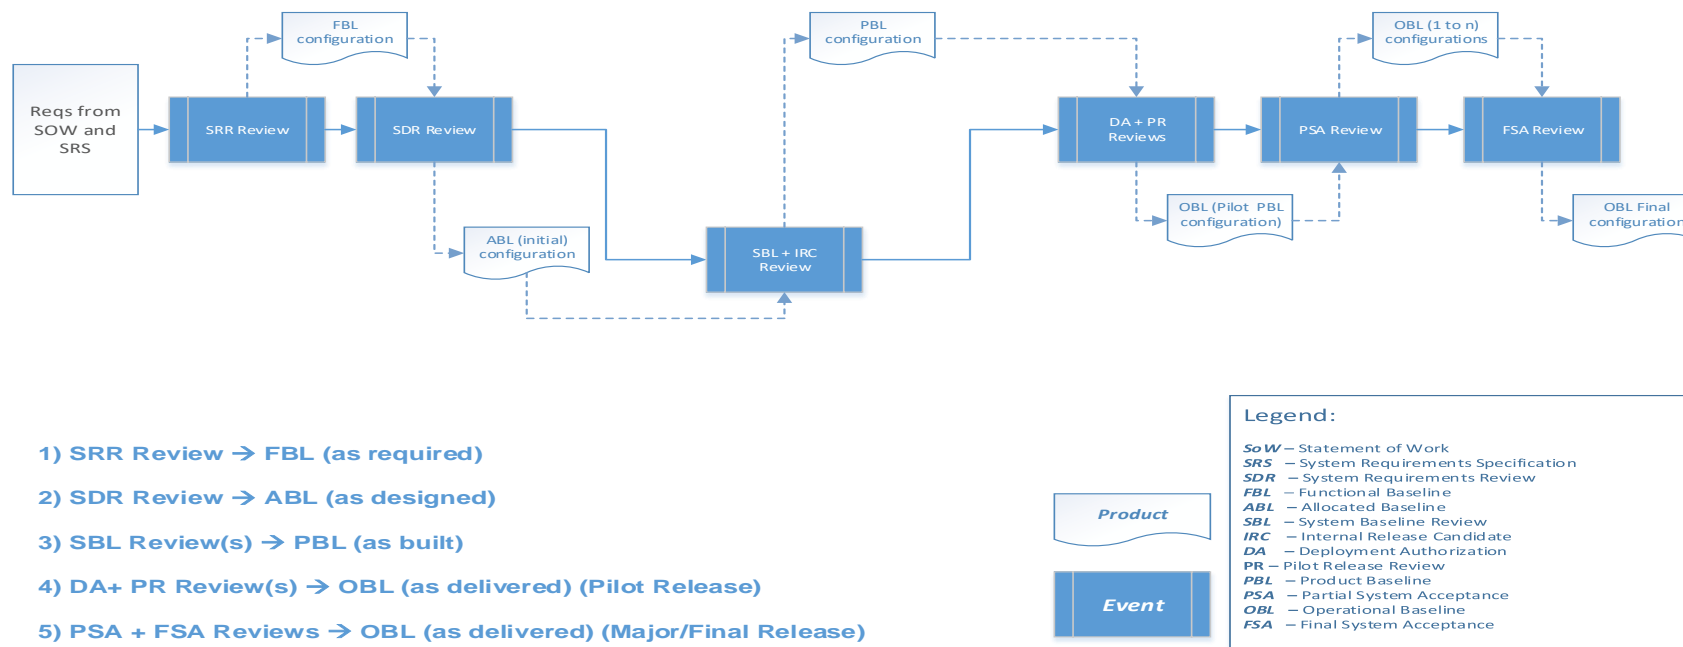 FBL
configuration
PBL
configuration
OBL (1 to n)
configurations
Reqs from
SOW and
SRS
SRR Review
SDR Review
DA + PR
Reviews
PSA Review
FSA Review
ABL (initial)
configuration
SBL + IRC
Review
OBL (Pilot PBL
configuration)
OBL Final
configuration
1) SRR Review → FBL (as required)
2) SDR Review → ABL (as designed)
3) SBL Review(s) → PBL (as built)
4) DA+ PR Review(s) → OBL (as delivered) (Pilot Release)
5) PSA + FSA Reviews → OBL (as delivered) (Major/Final Release)
Product
Event
Legend:
SoW – Statement of Work
SRS – System Requirements Specification
SDR – System Requirements Review
FBL – Functional Baseline
ABL – Allocated Baseline
SBL – System Baseline Review
IRC – Internal Release Candidate
DA – Deployment Authorization
PR – Pilot Release Review
PBL – Product Baseline
PSA – Partial System Acceptance
OBL – Operational Baseline
FSA – Final System Acceptance